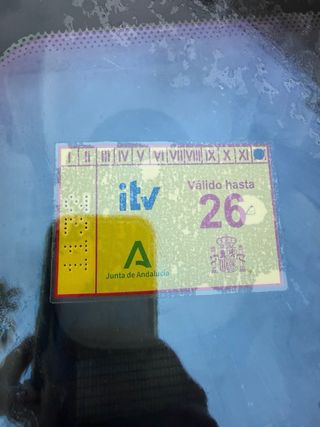 I II III IV V VI VII VIII IX X XI
itv
Válido hasta
26
Junta de Andalucía